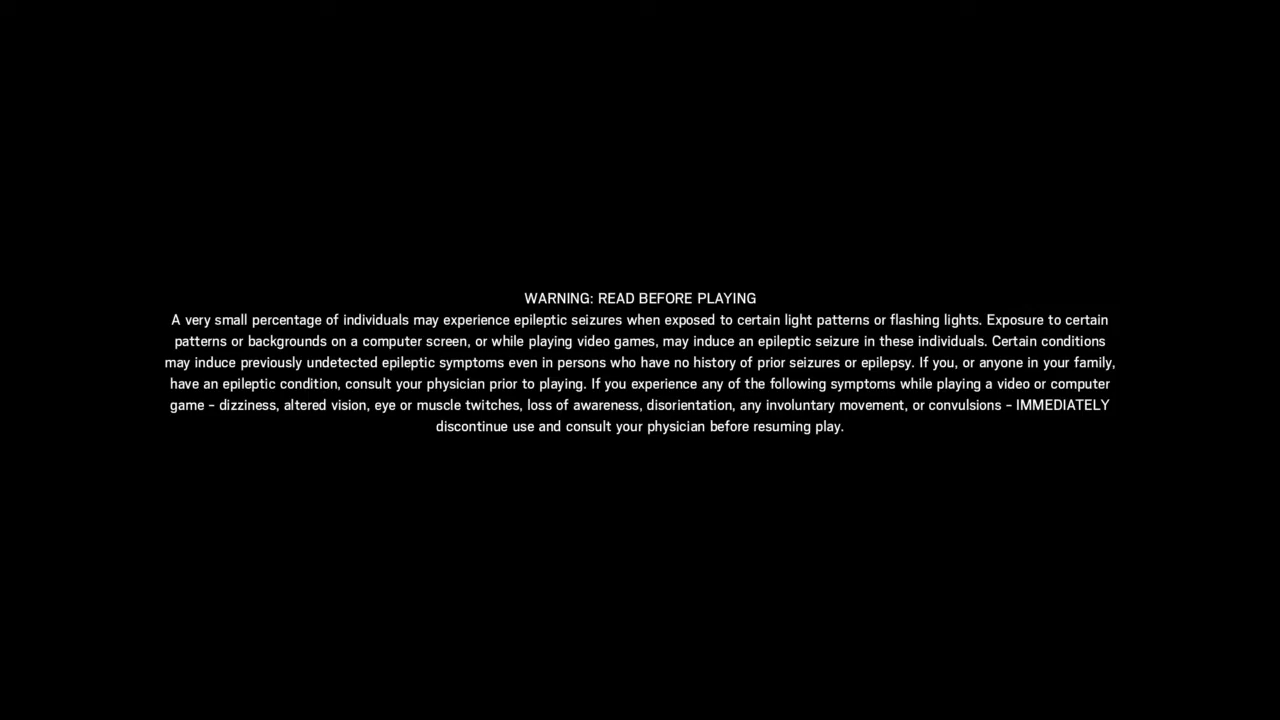 WARNING: READ BEFORE PLAYING
A very small percentage of individuals may experience epileptic seizures when exposed to certain light patterns or flashing lights. Exposure to certain
patterns or backgrounds on a computer screen, or while playing video games, may induce an epileptic seizure in these individuals. Certain conditions
may induce previously undetected epileptic symptoms even in persons who have no history of prior seizures or epilepsy. If you, or anyone in your family,
have an epileptic condition, consult your physician prior to playing. If you experience any of the following symptoms while playing a video or computer
game – dizziness, altered vision, eye or muscle twitches, loss of awareness, disorientation, any involuntary movement, or convulsions – IMMEDIATELY
discontinue use and consult your physician before resuming play.